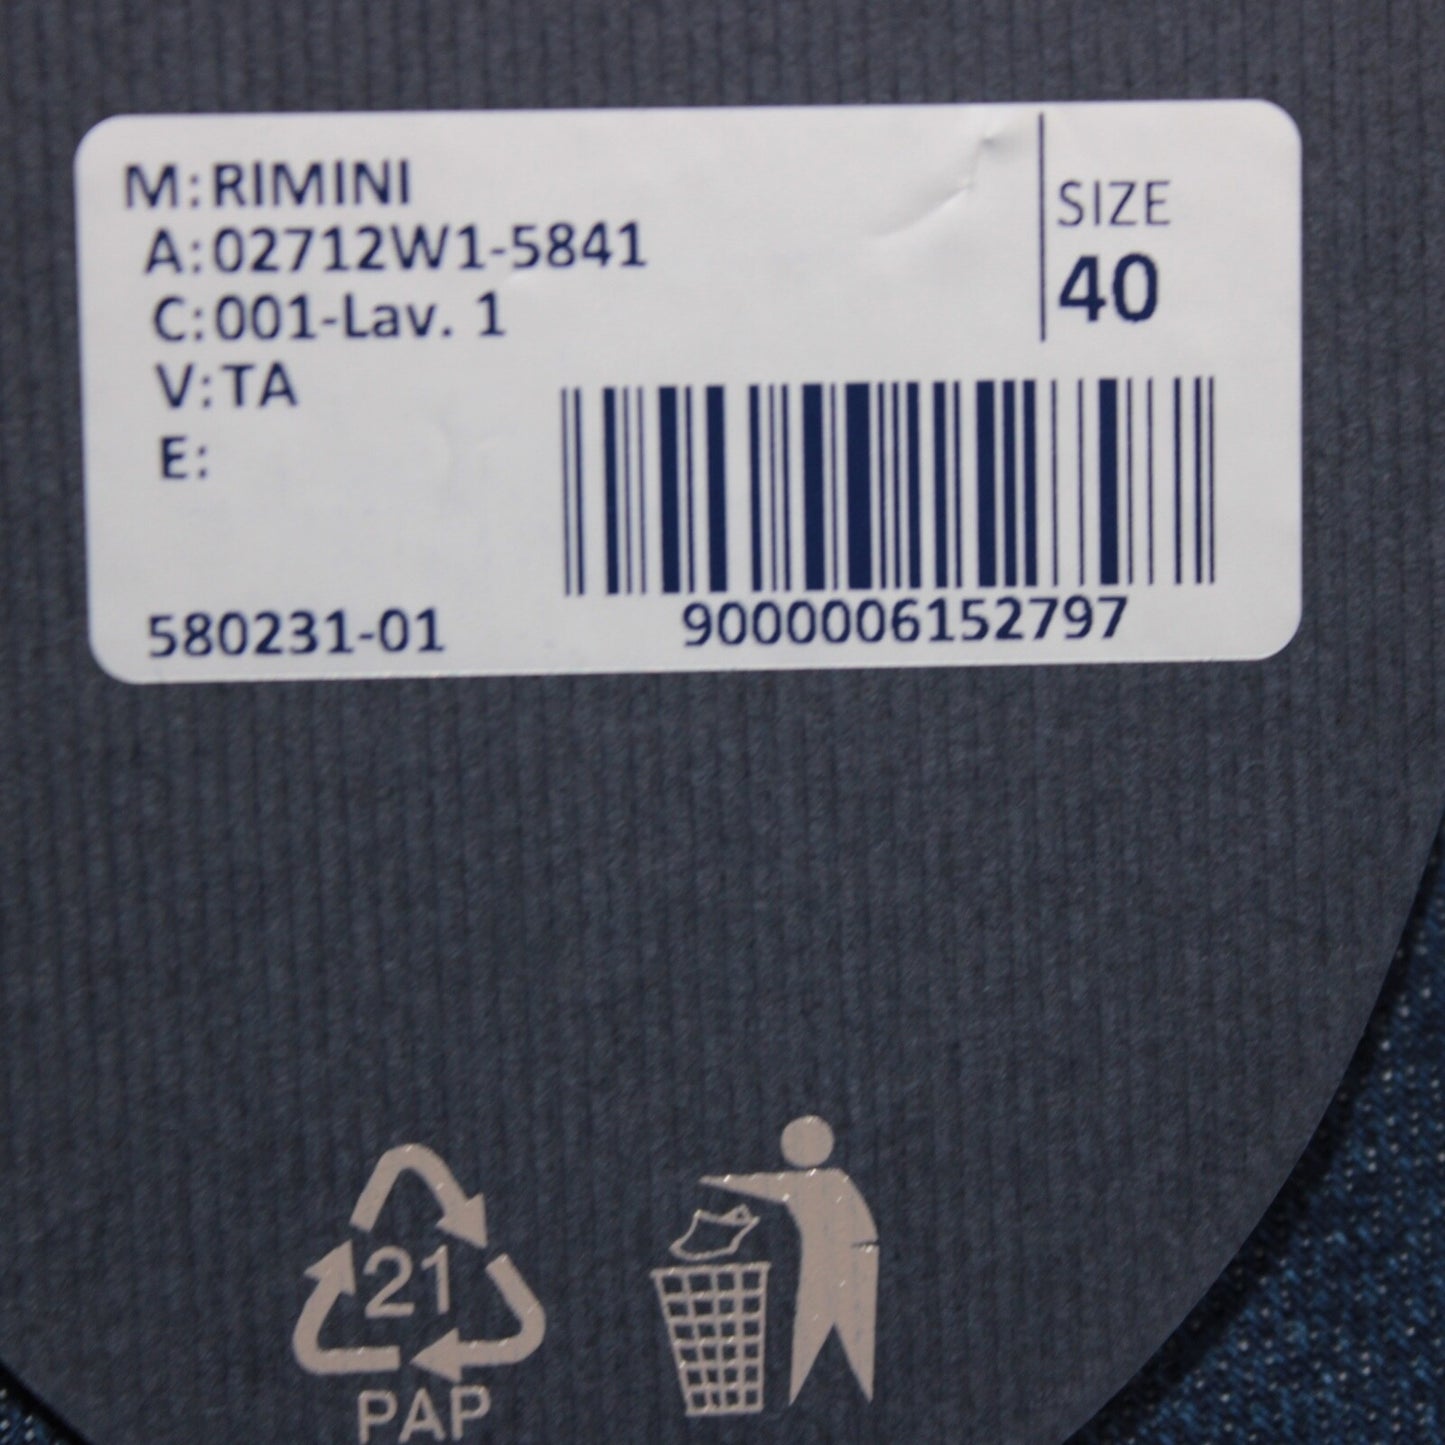 M:RIMINI
A:02712W1-5841
C:001-Lav. 1
V:TA
E:
SIZE
40
580231-01
9000006152797
21
PAP